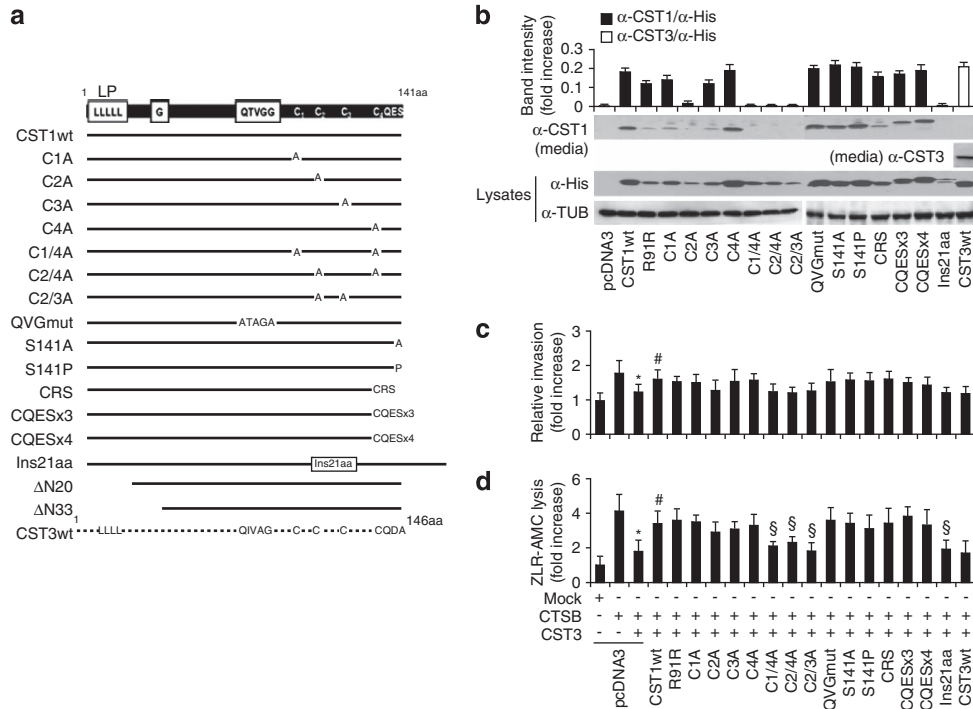 a
1 LP 141aa
LLLLL G QTVGG C1 C2 C3 C4QES
CST1wt
C1A A
C2A A
C3A A
C4A A
C1/4A A A
C2/4A A A
C2/3A A A
QVGmut ATAGA
S141A A
S141P P
CRS CRS
CQESx3 CQESx3
CQESx4 CQESx4
Ins21aa Ins21aa
ΔN20
ΔN33
1 146aa
CST3wt LLLL QIVAG C C C CQDA
b
α-CST1/α-His
α-CST3/α-His
Band intensity
(fold increase)
0.3
0.2
0.1
0
α-CST1
(media)
(media) α-CST3
Lysates
α-His
α-TUB
pcDNA3 CST1wt R91R C1A C2A C3A C4A C1/4A C2/4A C2/3A QVGmut S141A S141P CRS CQESx3 CQESx4 Ins21aa CST3wt
c
Relative invasion
(fold increase)
3
2
1
0
* #
d
ZLR-AMC lysis
(fold increase)
6
4
2
0
* # § § § §
Mock + - - - - - - - - - - - - - - - - - - -
CTSB - + + + + + + + + + + + + + + + + + + +
CST3 - - + + + + + + + + + + + + + + + + + +
pcDNA3 CST1wt R91R C1A C2A C3A C4A C1/4A C2/4A C2/3A QVGmut S141A S141P CRS CQESx3 CQESx4 Ins21aa CST3wt